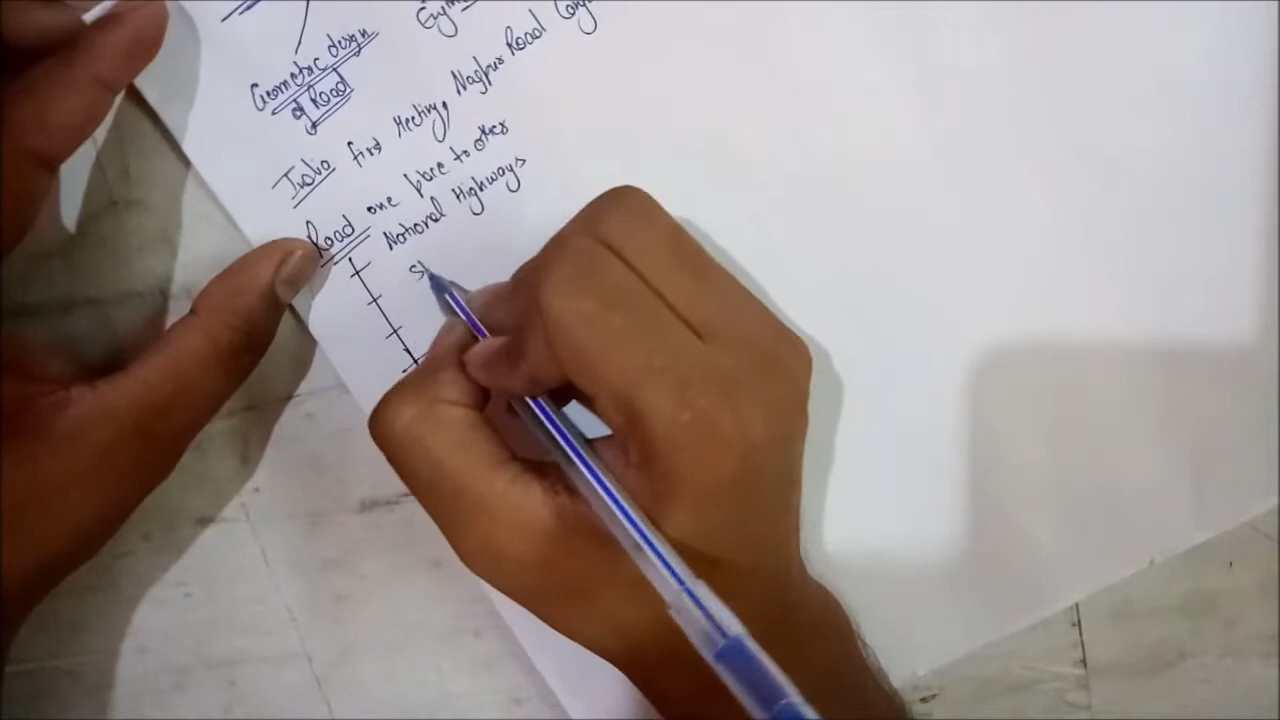 Geometric design
of Road
India first Meeting, Nagpur Road
Road one place to other
National Highways
S